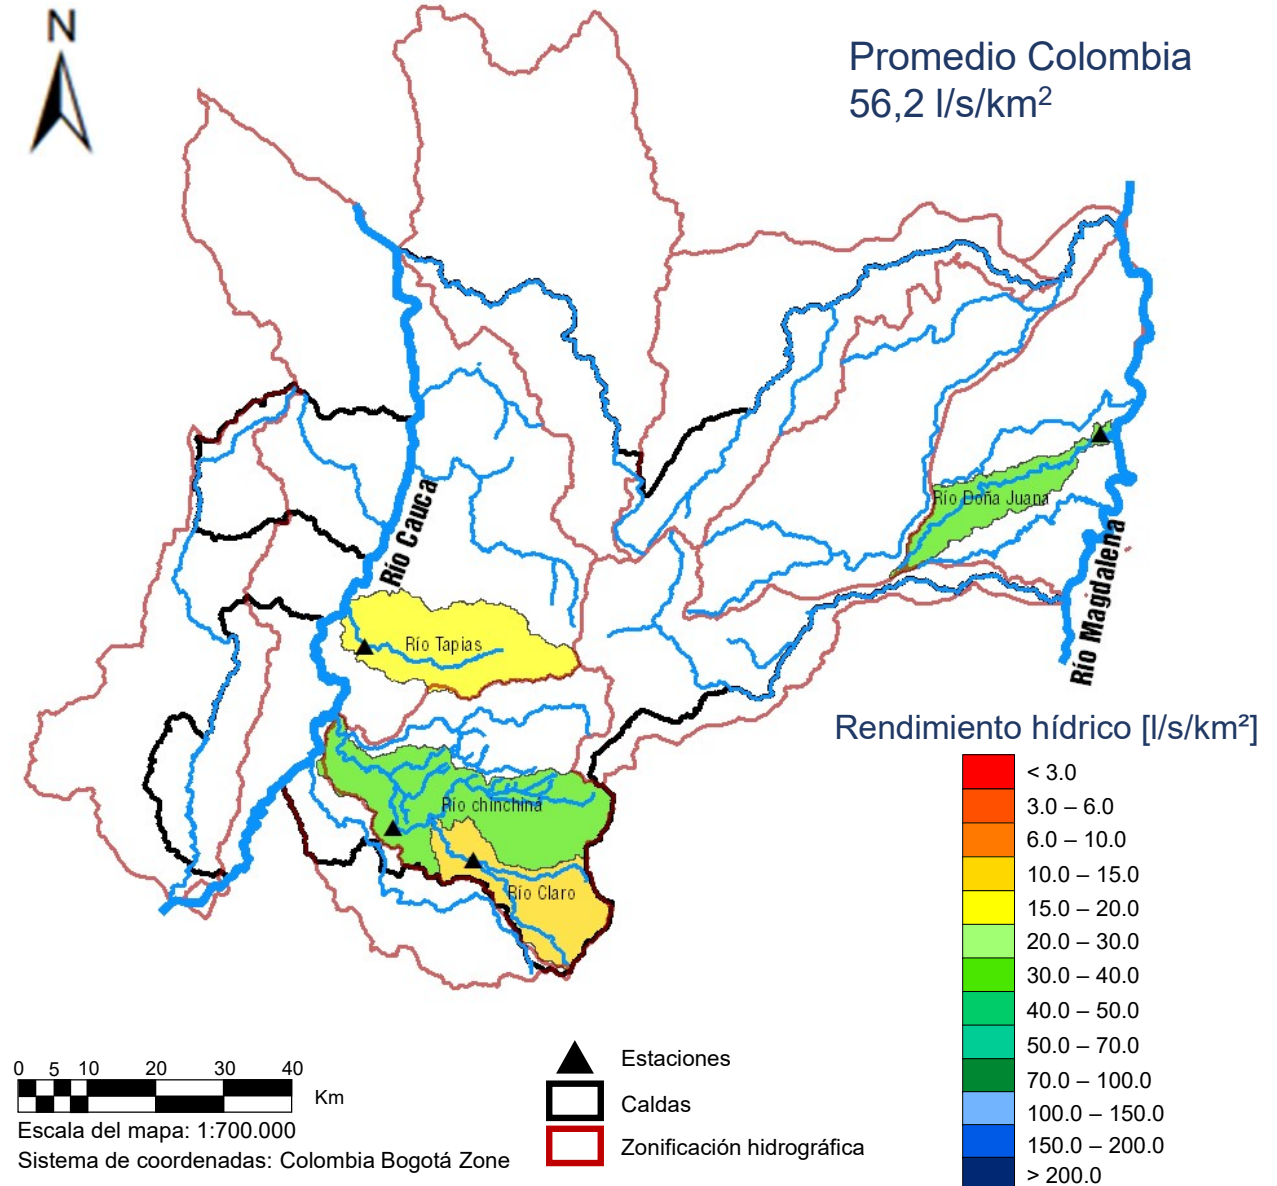 N
Promedio Colombia
56,2 l/s/km²
Río Cauca
Río Doña Juana
Río Magdalena
Río Tapias
Río chinchiná
Río Claro
Rendimiento hídrico [l/s/km²]
< 3.0
3.0 – 6.0
6.0 – 10.0
10.0 – 15.0
15.0 – 20.0
20.0 – 30.0
30.0 – 40.0
40.0 – 50.0
50.0 – 70.0
70.0 – 100.0
100.0 – 150.0
150.0 – 200.0
> 200.0
0 5 10 20 30 40
Km
Escala del mapa: 1:700.000
Sistema de coordenadas: Colombia Bogotá Zone
Estaciones
Caldas
Zonificación hidrográfica